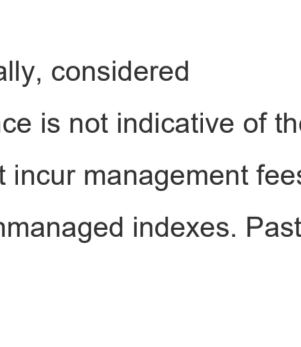 ally, considered
ce is not indicative of the
t incur management fees
nmanaged indexes. Past